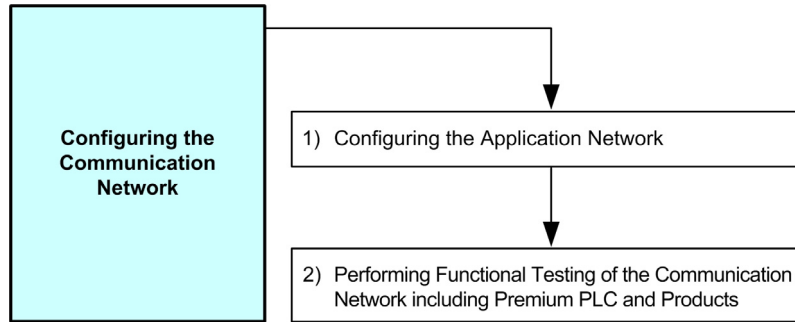 Configuring the
Communication
Network
1) Configuring the Application Network
2) Performing Functional Testing of the Communication
Network including Premium PLC and Products